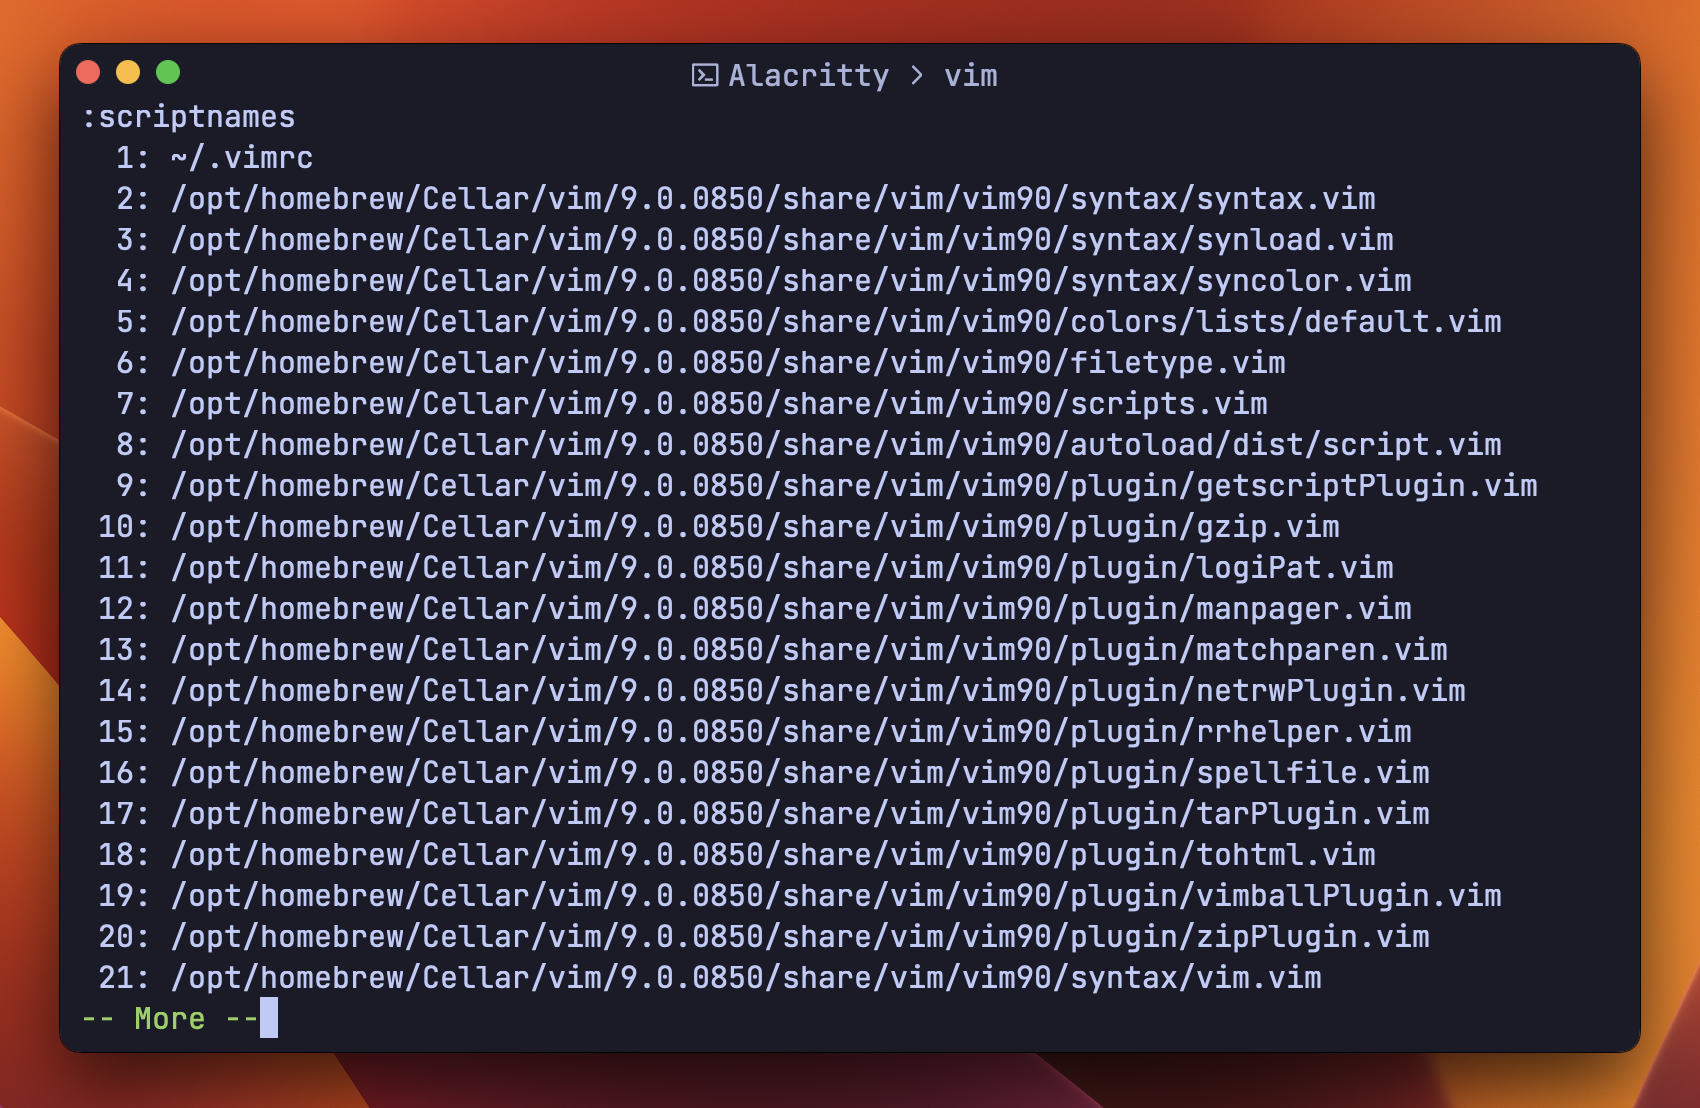 Alacritty > vim
:scriptnames
1: ~/.vimrc
2: /opt/homebrew/Cellar/vim/9.0.0850/share/vim/vim90/syntax/syntax.vim
3: /opt/homebrew/Cellar/vim/9.0.0850/share/vim/vim90/syntax/synload.vim
4: /opt/homebrew/Cellar/vim/9.0.0850/share/vim/vim90/syntax/syncolor.vim
5: /opt/homebrew/Cellar/vim/9.0.0850/share/vim/vim90/colors/lists/default.vim
6: /opt/homebrew/Cellar/vim/9.0.0850/share/vim/vim90/filetype.vim
7: /opt/homebrew/Cellar/vim/9.0.0850/share/vim/vim90/scripts.vim
8: /opt/homebrew/Cellar/vim/9.0.0850/share/vim/vim90/autoload/dist/script.vim
9: /opt/homebrew/Cellar/vim/9.0.0850/share/vim/vim90/plugin/getscriptPlugin.vim
10: /opt/homebrew/Cellar/vim/9.0.0850/share/vim/vim90/plugin/gzip.vim
11: /opt/homebrew/Cellar/vim/9.0.0850/share/vim/vim90/plugin/logiPat.vim
12: /opt/homebrew/Cellar/vim/9.0.0850/share/vim/vim90/plugin/manpager.vim
13: /opt/homebrew/Cellar/vim/9.0.0850/share/vim/vim90/plugin/matchparen.vim
14: /opt/homebrew/Cellar/vim/9.0.0850/share/vim/vim90/plugin/netrwPlugin.vim
15: /opt/homebrew/Cellar/vim/9.0.0850/share/vim/vim90/plugin/rrhelper.vim
16: /opt/homebrew/Cellar/vim/9.0.0850/share/vim/vim90/plugin/spellfile.vim
17: /opt/homebrew/Cellar/vim/9.0.0850/share/vim/vim90/plugin/tarPlugin.vim
18: /opt/homebrew/Cellar/vim/9.0.0850/share/vim/vim90/plugin/tohtml.vim
19: /opt/homebrew/Cellar/vim/9.0.0850/share/vim/vim90/plugin/vimballPlugin.vim
20: /opt/homebrew/Cellar/vim/9.0.0850/share/vim/vim90/plugin/zipPlugin.vim
21: /opt/homebrew/Cellar/vim/9.0.0850/share/vim/vim90/syntax/vim.vim
-- More --